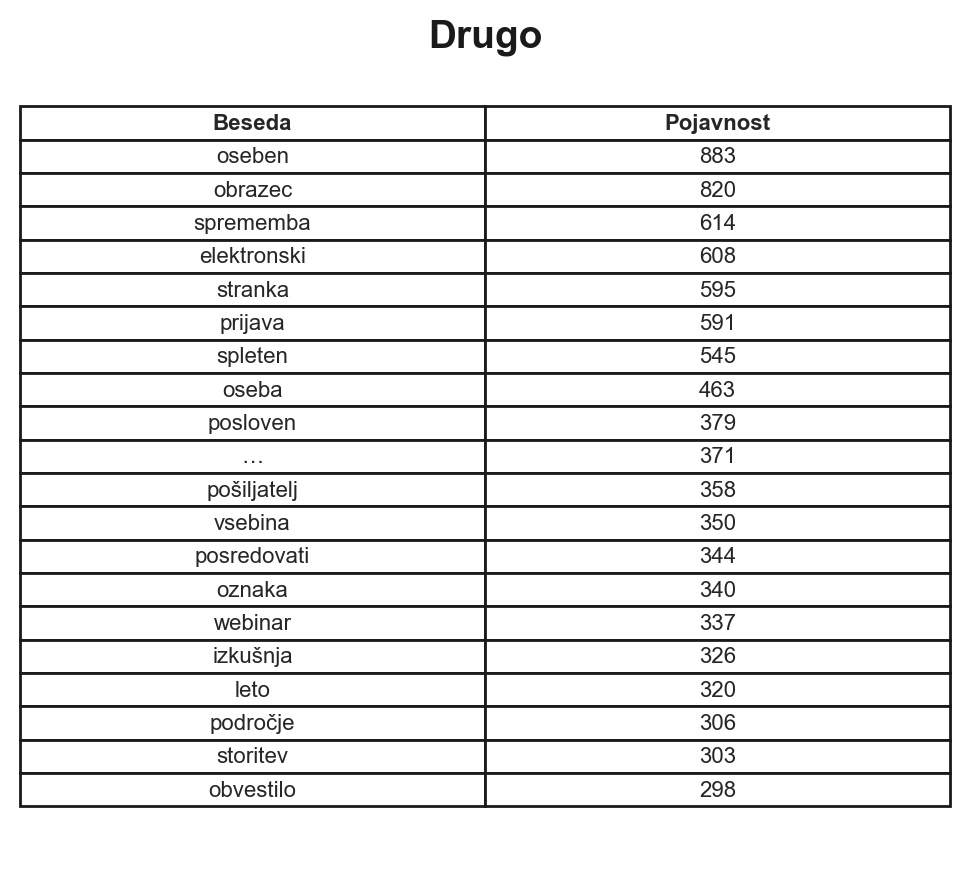 Drugo
Beseda Pojavnost
oseben 883
obrazec 820
sprememba 614
elektronski 608
stranka 595
prijava 591
spleten 545
oseba 463
posloven 379
… 371
pošiljatelj 358
vsebina 350
posredovati 344
oznaka 340
webinar 337
izkušnja 326
leto 320
področje 306
storitev 303
obvestilo 298